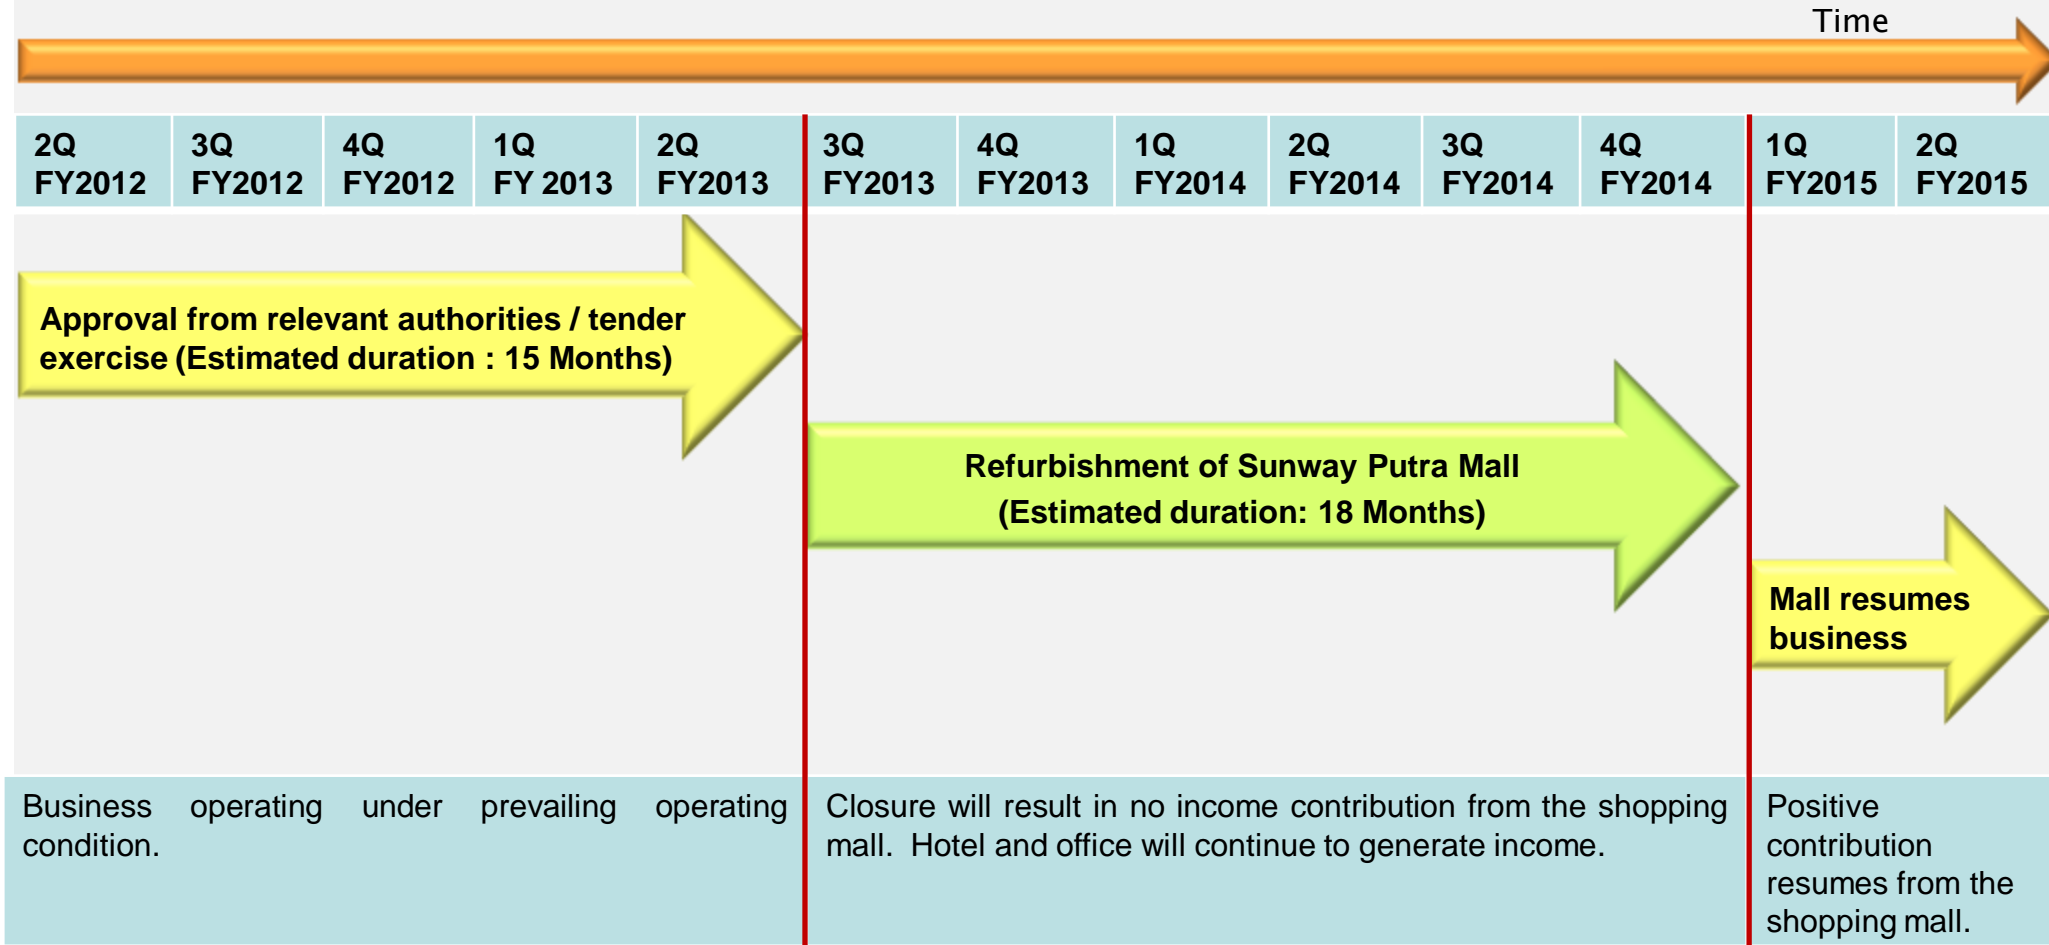 Time
2Q
FY2012
3Q
FY2012
4Q
FY2012
1Q
FY 2013
2Q
FY2013
3Q
FY2013
4Q
FY2013
1Q
FY2014
2Q
FY2014
3Q
FY2014
4Q
FY2014
1Q
FY2015
2Q
FY2015
Approval from relevant authorities / tender
exercise (Estimated duration : 15 Months)
Refurbishment of Sunway Putra Mall
(Estimated duration: 18 Months)
Mall resumes
business
Business operating under prevailing operating
condition.
Closure will result in no income contribution from the shopping
mall. Hotel and office will continue to generate income.
Positive
contribution
resumes from the
shopping mall.